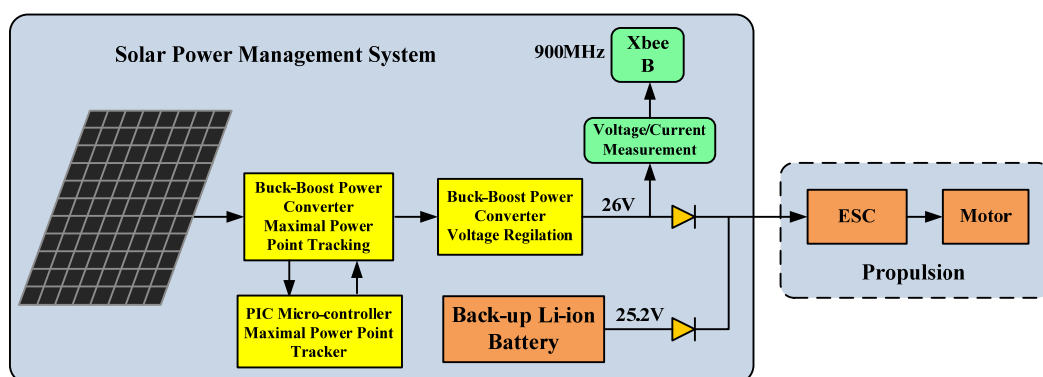 Solar Power Management System
900MHz
Xbee
B
Voltage/Current
Measurement
Buck-Boost Power
Converter
Maximal Power
Point Tracking
Buck-Boost Power
Converter
Voltage Regilation
26V
ESC
Motor
Propulsion
PIC Micro-controller
Maximal Power Point
Tracker
Back-up Li-ion
Battery
25.2V